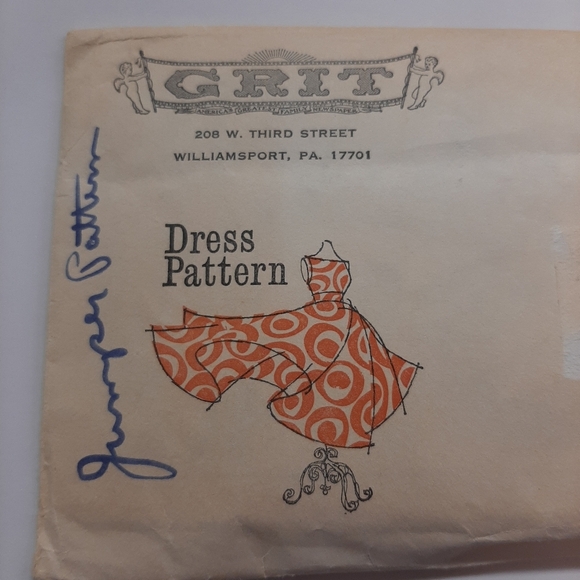 GRIT
AMERICA'S GREATEST FAMILY NEWSPAPER
208 W. THIRD STREET
WILLIAMSPORT, PA. 17701
Dress
Pattern
Jumper Pattern